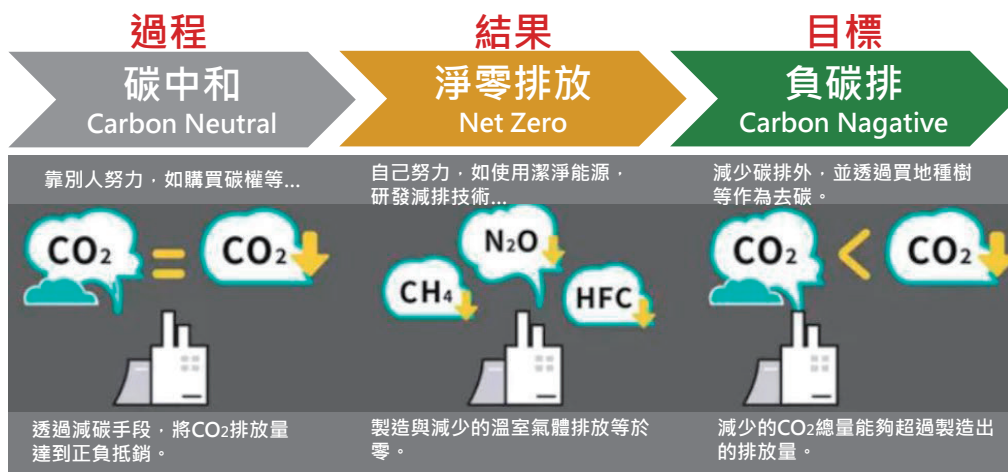 過程
碳中和
Carbon Neutral
靠別人努力，如購買碳權等...
CO2 = CO2
透過減碳手段，將CO2排放量
達到正負抵銷。
結果
淨零排放
Net Zero
自己努力，如使用潔淨能源，
研發減排技術...
N2O
CH4
HFC
製造與減少的溫室氣體排放等於
零。
目標
負碳排
Carbon Nagative
減少碳排外，並透過買地種樹
等作為去碳。
CO2 < CO2
減少的CO2總量能夠超過製造出
的排放量。